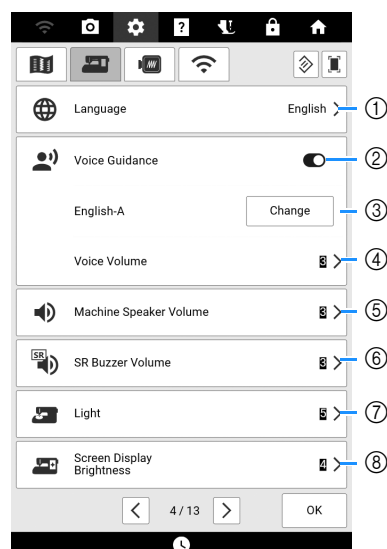 ?
Language
English
①
Voice Guidance
②
English-A
Change
③
Voice Volume
3
④
Machine Speaker Volume
3
⑤
SR
SR Buzzer Volume
3
⑥
Light
5
⑦
Screen Display
Brightness
4
⑧
4 / 13
OK